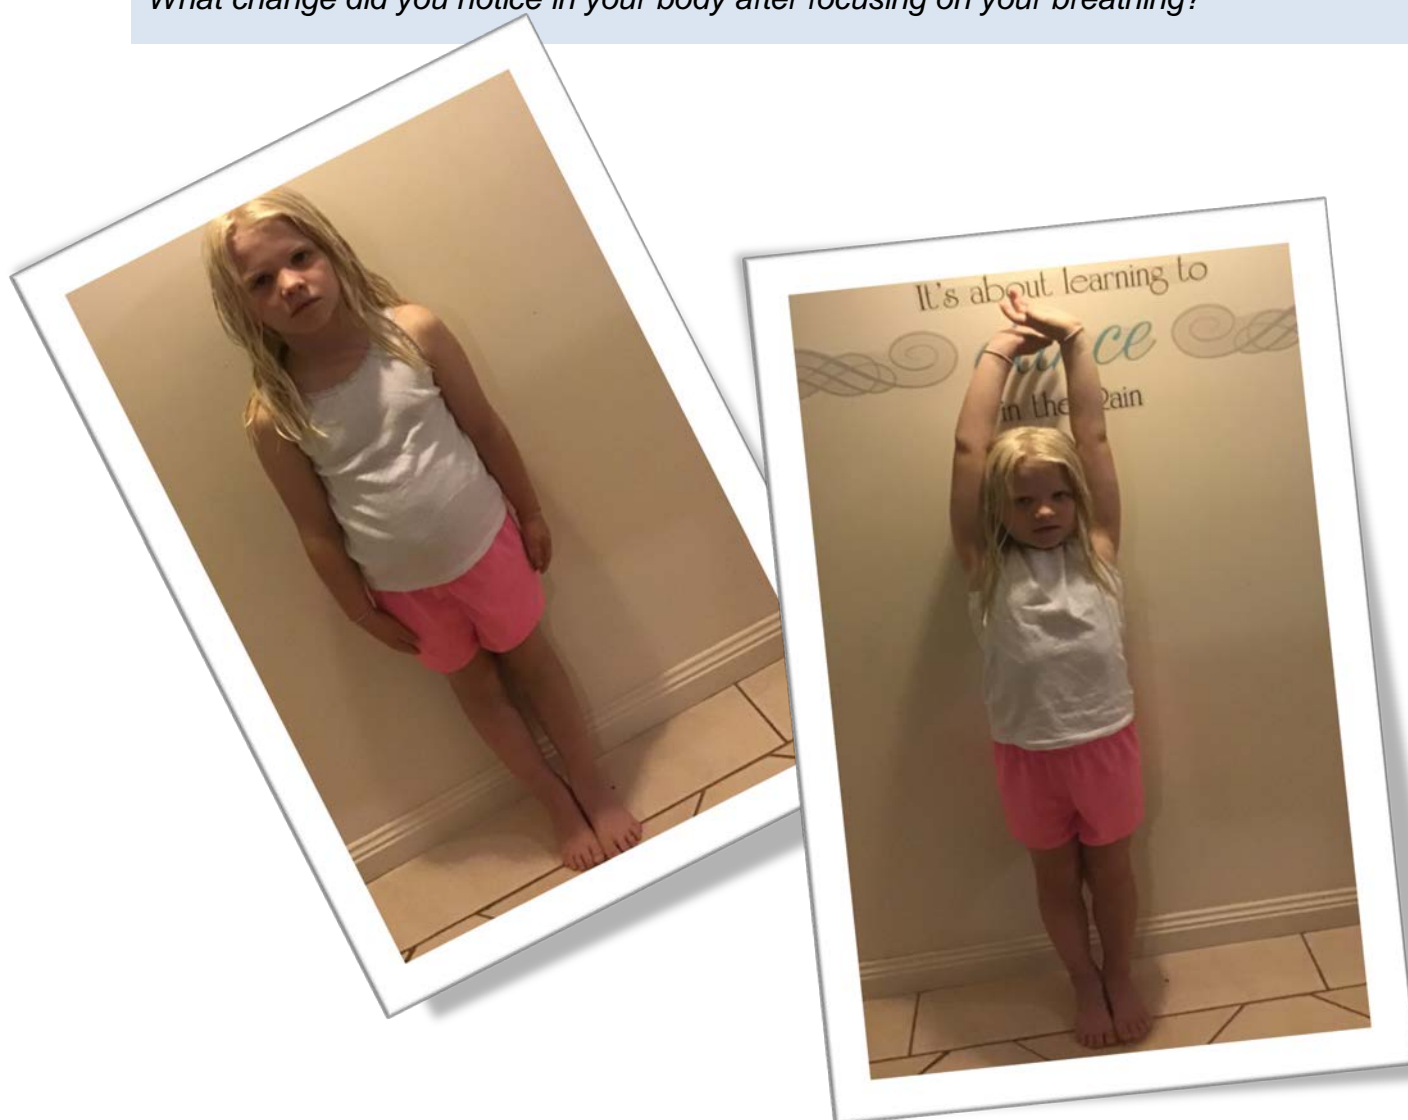 What change did you notice in your body after focusing on your breathing?
It's about learning to
in the Rain